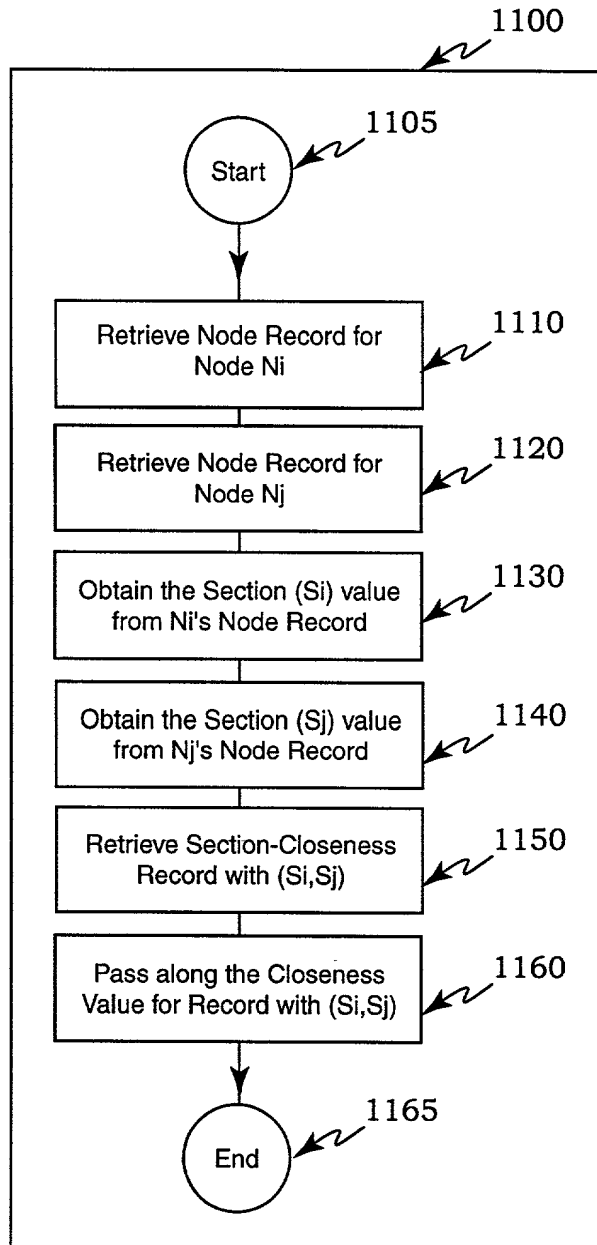 1100
1105
Start
1110
Retrieve Node Record for
Node Ni
1120
Retrieve Node Record for
Node Nj
1130
Obtain the Section (Si) value
from Ni's Node Record
1140
Obtain the Section (Sj) value
from Nj's Node Record
1150
Retrieve Section-Closeness
Record with (Si,Sj)
1160
Pass along the Closeness
Value for Record with (Si,Sj)
1165
End